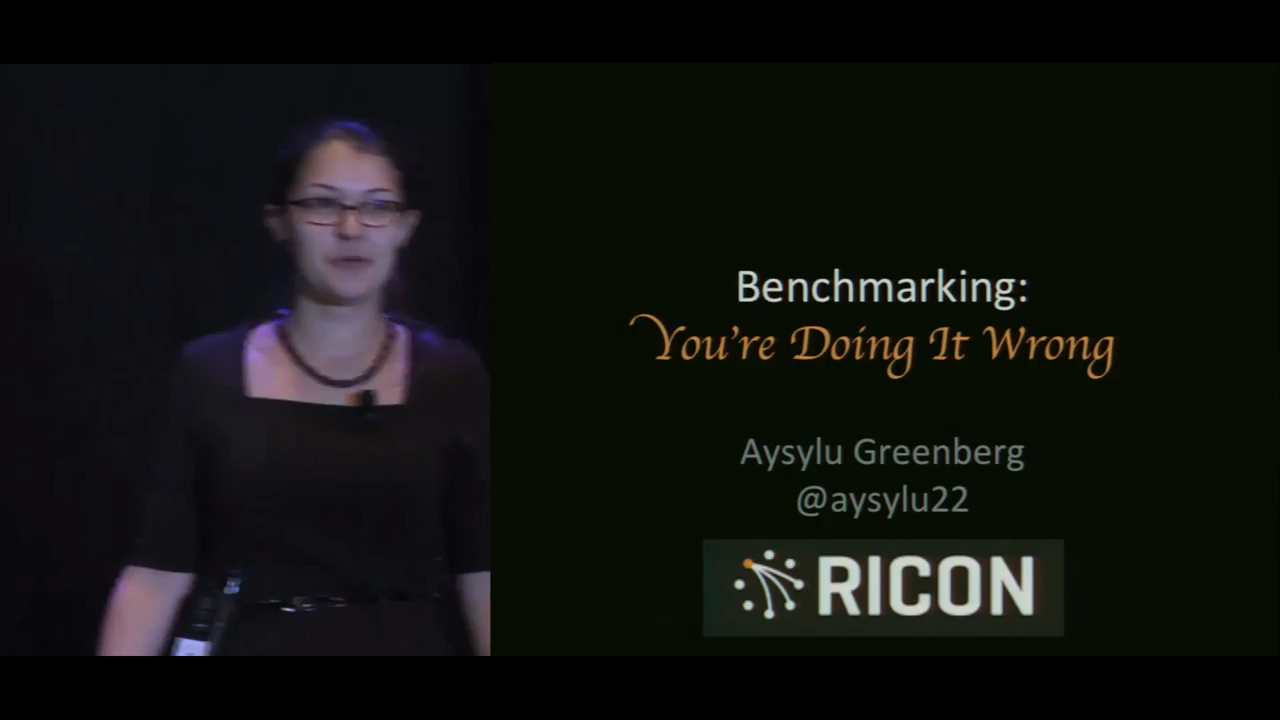 Benchmarking:
You're Doing It Wrong
Aysylu Greenberg
@aysylu22
RICON